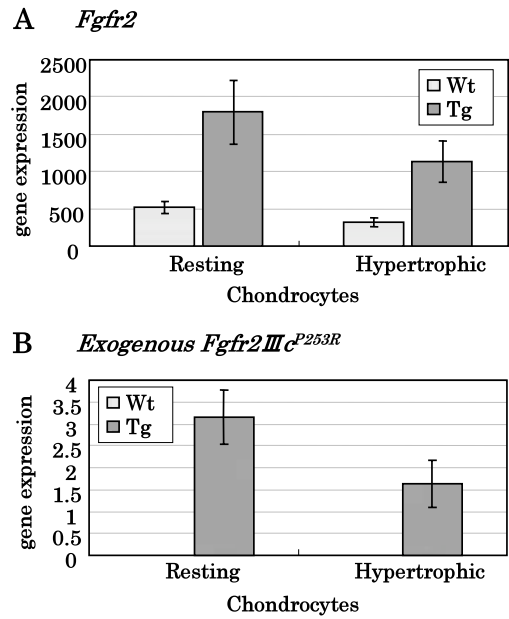 A Fgfr2
2500
2000
1500
1000
500
0
gene expression
Wt
Tg
Resting Hypertrophic
Chondrocytes
B Exogenous Fgfr2IIIcP253R
4
3.5
3
2.5
2
1.5
1
0.5
0
gene expression
Wt
Tg
Resting Hypertrophic
Chondrocytes